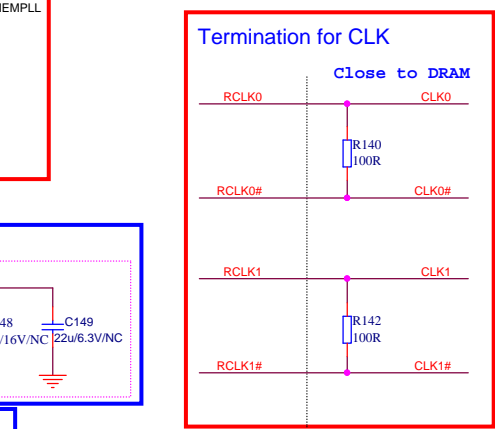 MEMPLL
Termination for CLK
Close to DRAM
RCLK0 CLK0
R140
100R
RCLK0# CLK0#
RCLK1 CLK1
R142
100R
RCLK1# CLK1#
48
/16V/NC
C149
22u/6.3V/NC